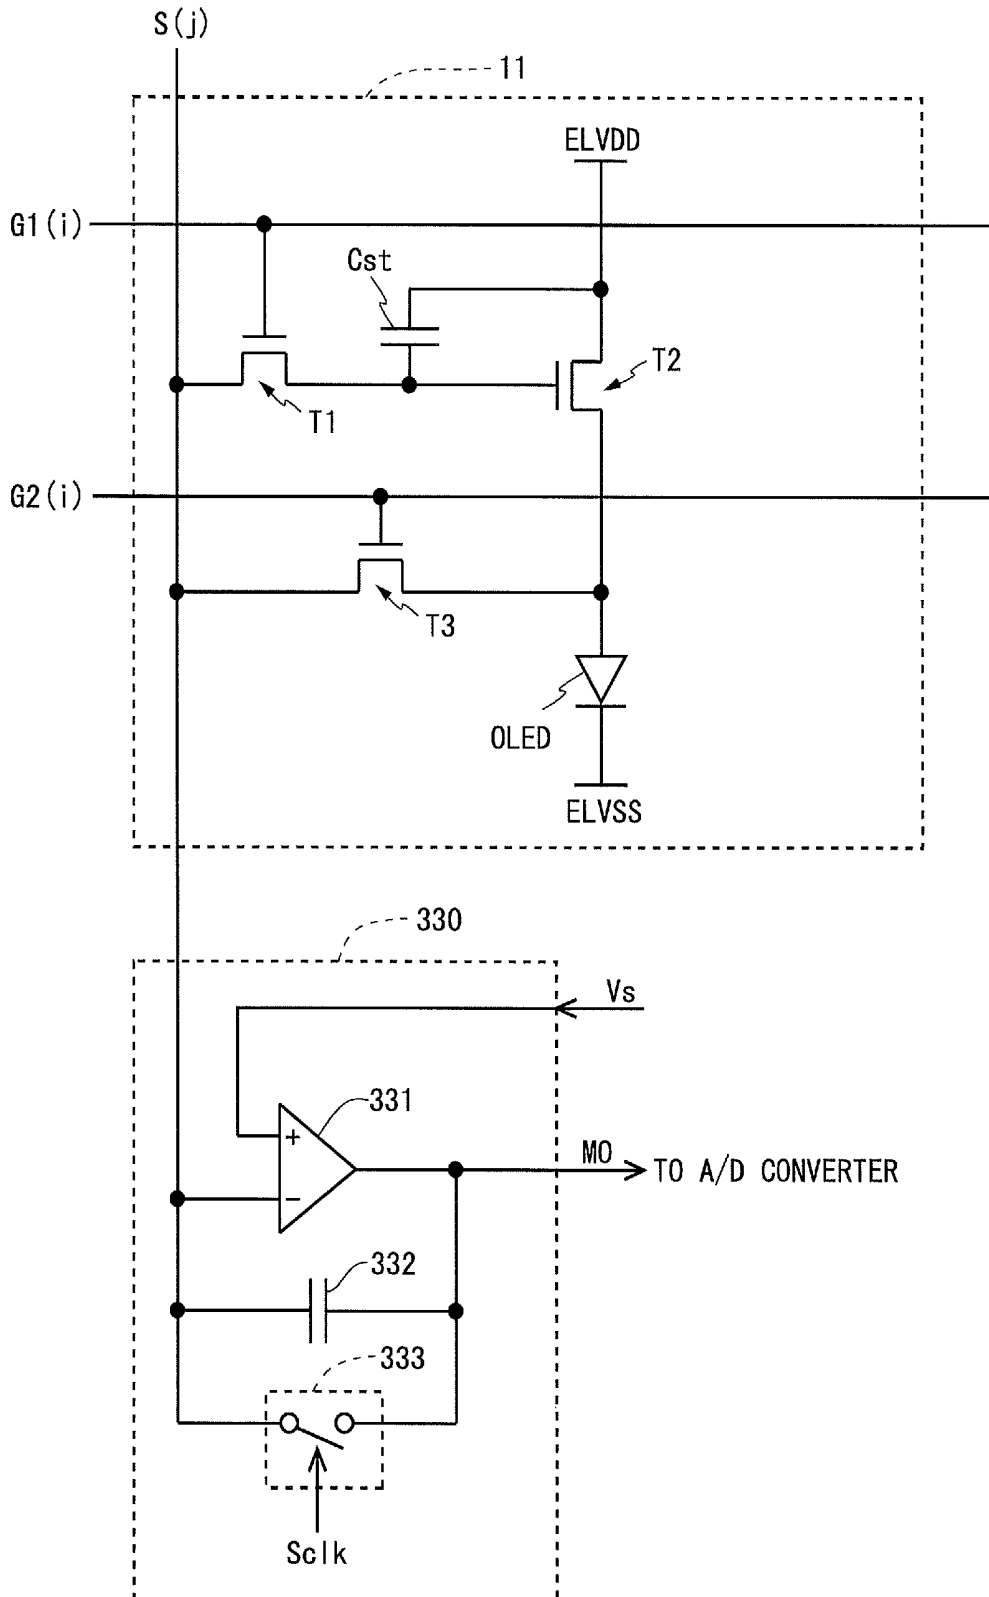 S(j)
11
ELVDD
G1(i)
Cst
T2
T1
G2(i)
T3
OLED
ELVSS
330
Vs
331
+
MO
TO A/D CONVERTER
−
332
333
Sclk